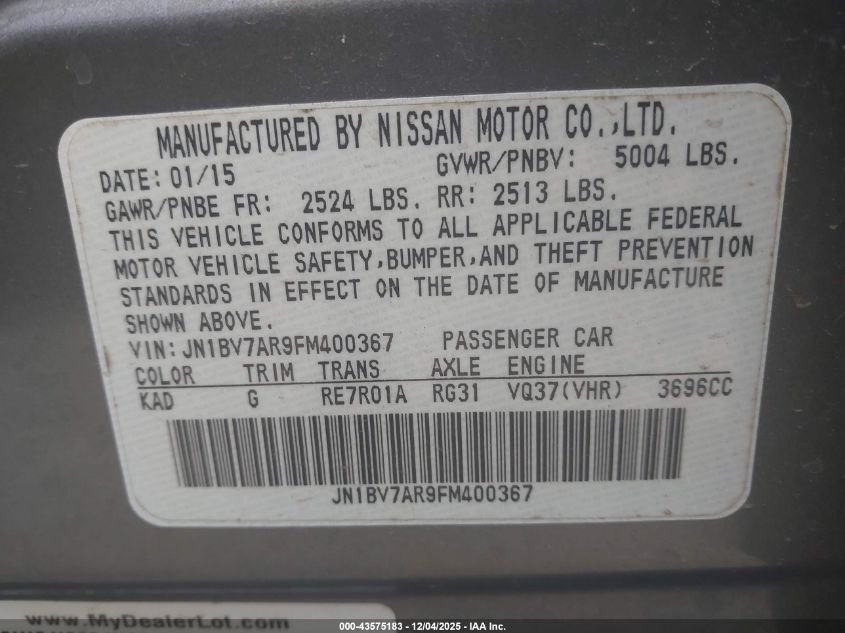 MANUFACTURED BY NISSAN MOTOR CO.,LTD.
DATE: 01/15 GVWR/PNBV: 5004 LBS.
GAWR/PNBE FR: 2524 LBS. RR: 2513 LBS.
THIS VEHICLE CONFORMS TO ALL APPLICABLE FEDERAL
MOTOR VEHICLE SAFETY,BUMPER,AND THEFT PREVENTION
STANDARDS IN EFFECT ON THE DATE OF MANUFACTURE
SHOWN ABOVE.
VIN: JN1BV7AR9FM400367 PASSENGER CAR
COLOR TRIM TRANS AXLE ENGINE
KAD G RE7R01A RG31 VQ37(VHR) 3696CC
JN1BV7AR9FM400367
www.MyDealerLot.com
000-43575183 - 12/04/2025 - IAA Inc.